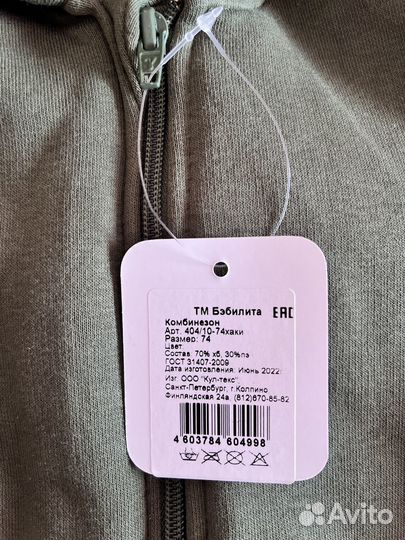 ТМ Бэбилита EAC
Комбинезон
Арт. 404/10-74хаки
Размер: 74
Цвет
Состав: 70% хб, 30%пэ
ГОСТ 31407-2009
Дата изготовления: Июнь 2022г
Изг. ООО "Кул-текс"
Санкт-Петербург, г.Колпино
Финляндская 24а, (812)670-85-82
4 603784 604998
Avito